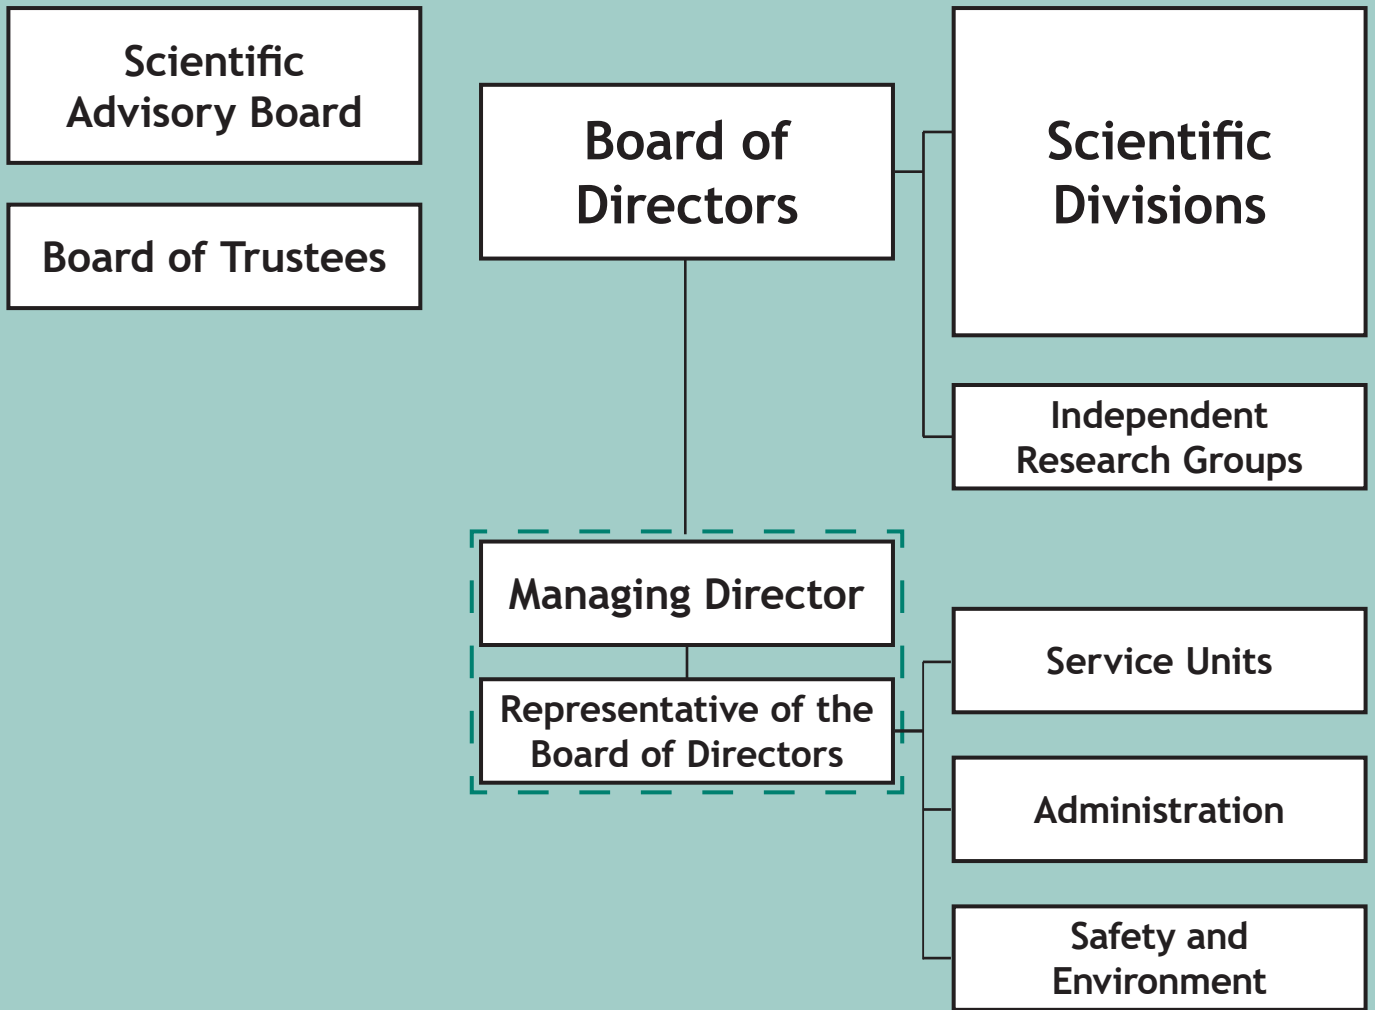 Scientific
Advisory Board
Board of Trustees
Board of
Directors
Scientific
Divisions
Independent
Research Groups
Managing Director
Representative of the
Board of Directors
Service Units
Administration
Safety and
Environment